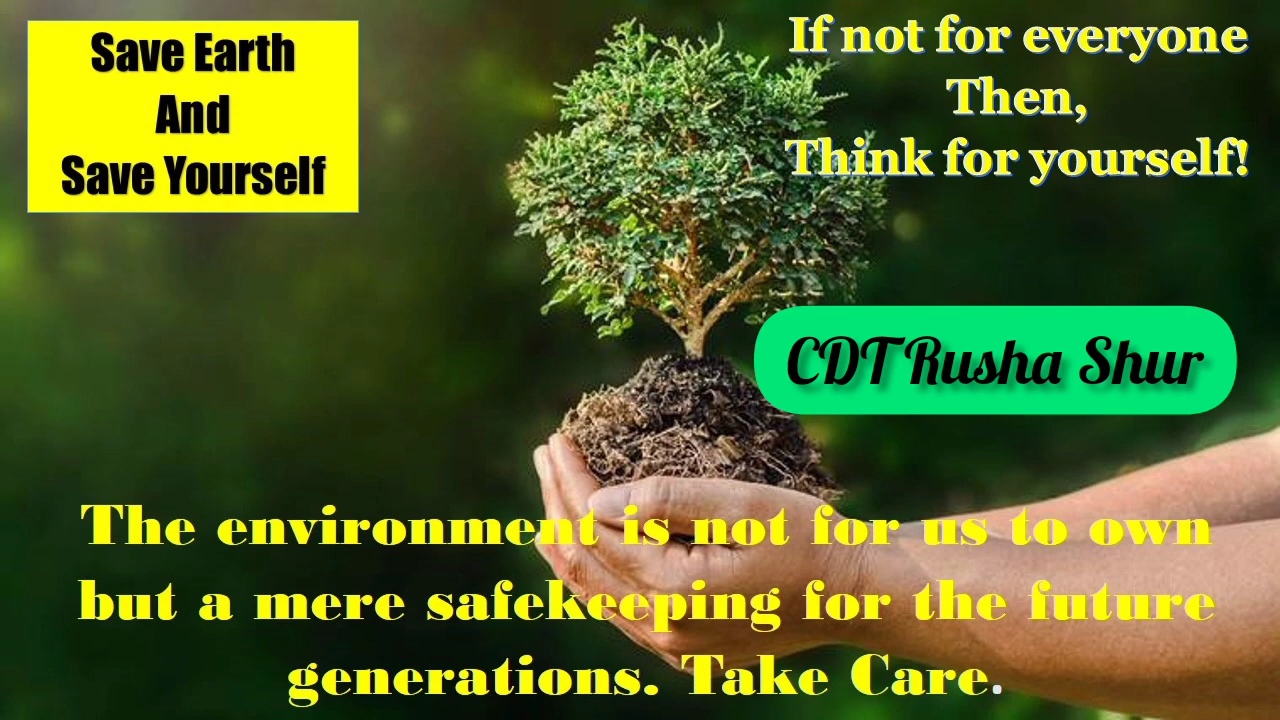 Save Earth
And
Save Yourself
If not for everyone
Then,
Think for yourself!
CDT Rusha Shur
The environment is not for us to own
but a mere safekeeping for the future
generations. Take Care.